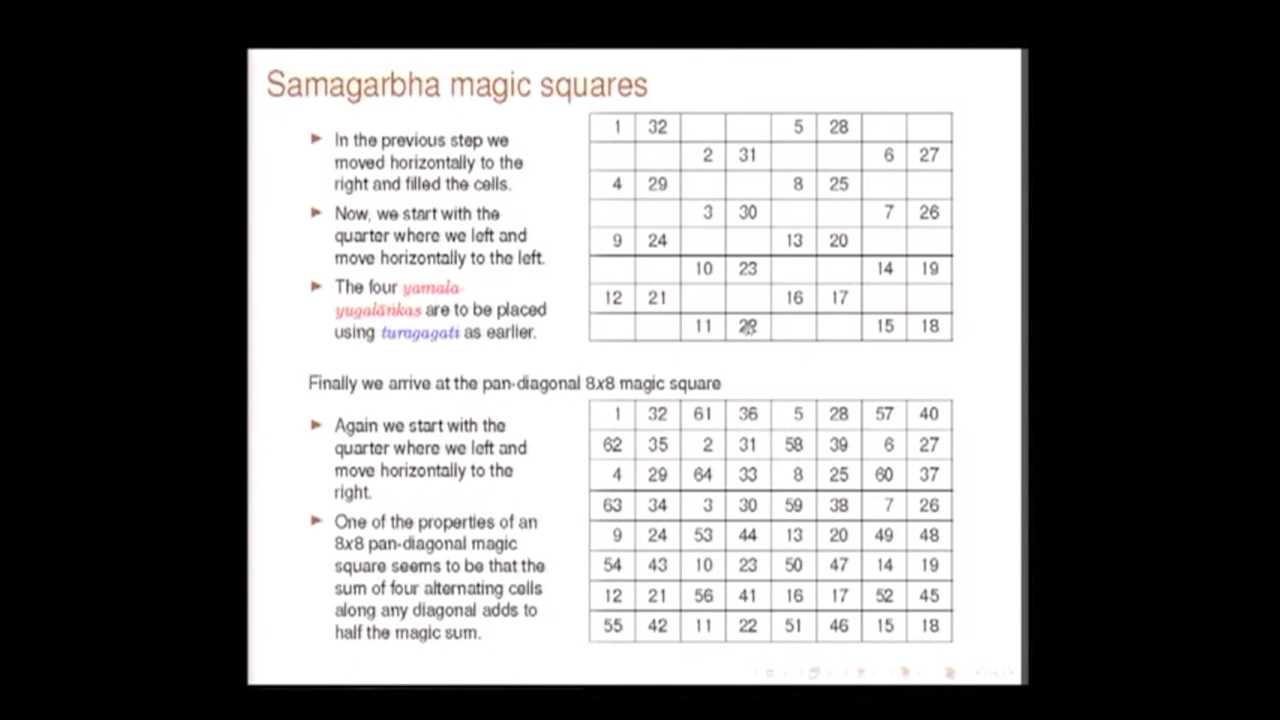 Samagarbha magic squares
In the previous step we
moved horizontally to the
right and filled the cells.
Now, we start with the
quarter where we left and
move horizontally to the left.
The four yamala-
yugalāṅkas are to be placed
using turagagati as earlier.
1 32 5 28
2 31 6 27
4 29 8 25
3 30 7 26
9 24 13 20
10 23 14 19
12 21 16 17
11 15 18
Finally we arrive at the pan-diagonal 8x8 magic square
Again we start with the
quarter where we left and
move horizontally to the
right.
One of the properties of an
8x8 pan-diagonal magic
square seems to be that the
sum of four alternating cells
along any diagonal adds to
half the magic sum.
1 32 61 36 5 28 57 40
62 35 2 31 58 39 6 27
4 29 64 33 8 25 60 37
63 34 3 30 59 38 7 26
9 24 53 44 13 20 49 48
54 43 10 23 50 47 14 19
12 21 56 41 16 17 52 45
55 42 11 22 51 46 15 18